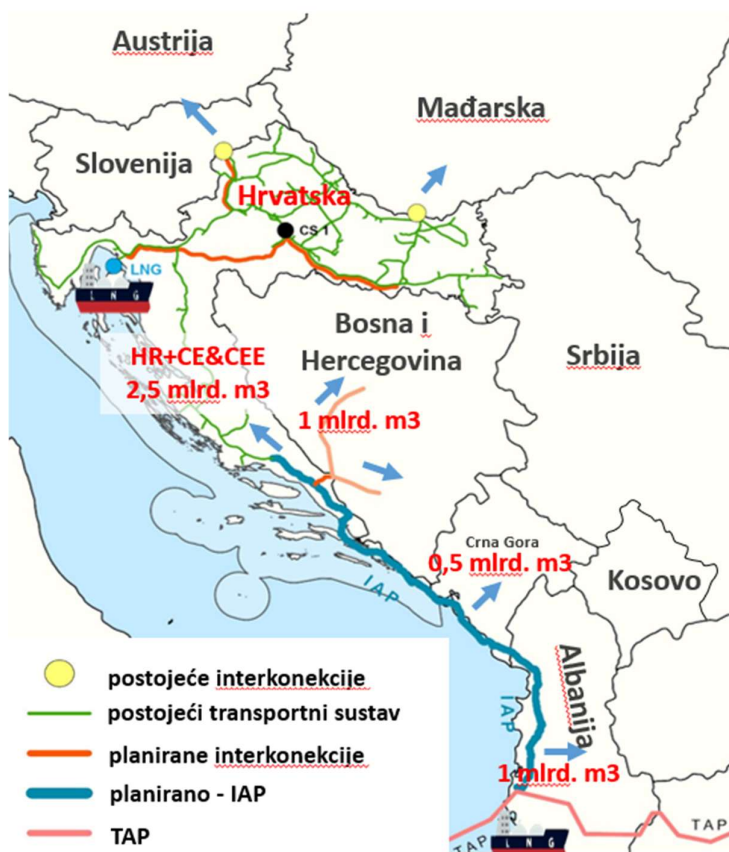 Austrija
Mađarska
Slovenija
Hrvatska
CS 1
LNG
L N G
Bosna i
Hercegovina
Srbija
HR+CE&CEE
2,5 mlrd. m3
1 mlrd. m3
Crna Gora
0,5 mlrd. m3
Kosovo
IAP
Albanija
IAP
1 mlrd. m3
TAP
TAP
L N G
postojeće interkonekcije
postojeći transportni sustav
planirane interkonekcije
planirano - IAP
TAP